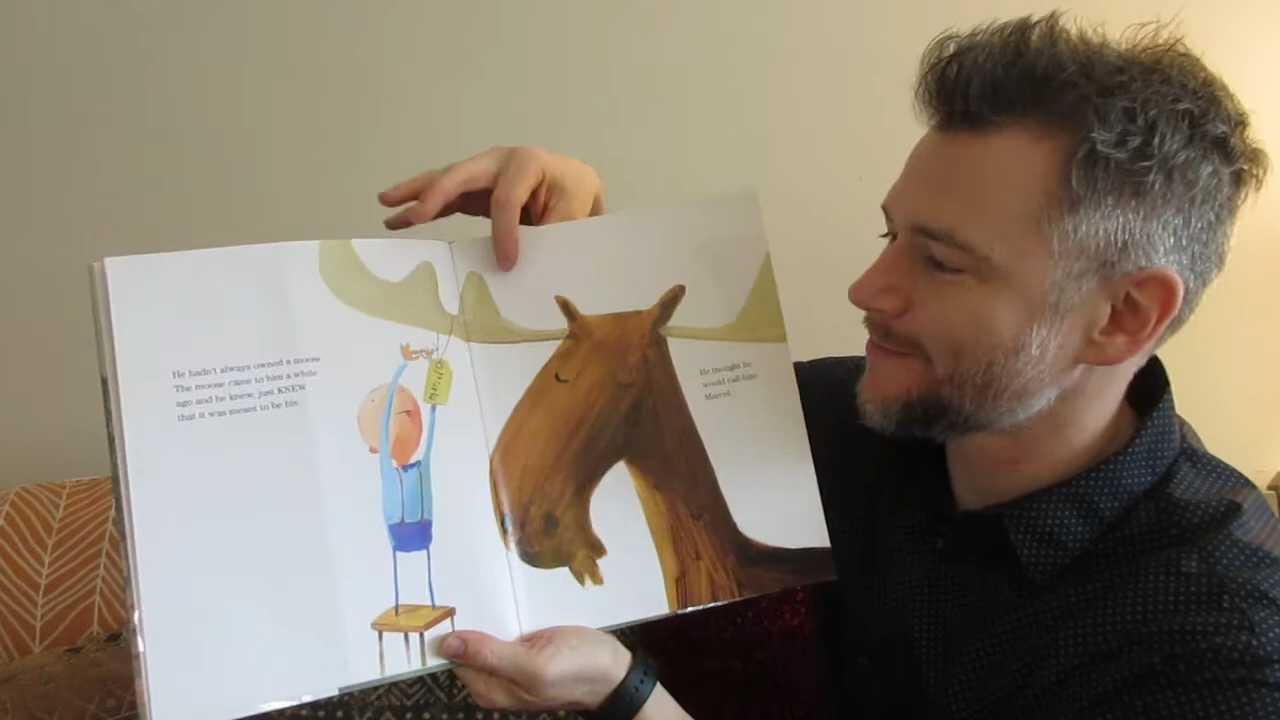 He hadn't always owned a moose
The moose came to him a while
ago and he knew, just KNEW
that it was meant to be his.
He thought he
would call him
Marcel.